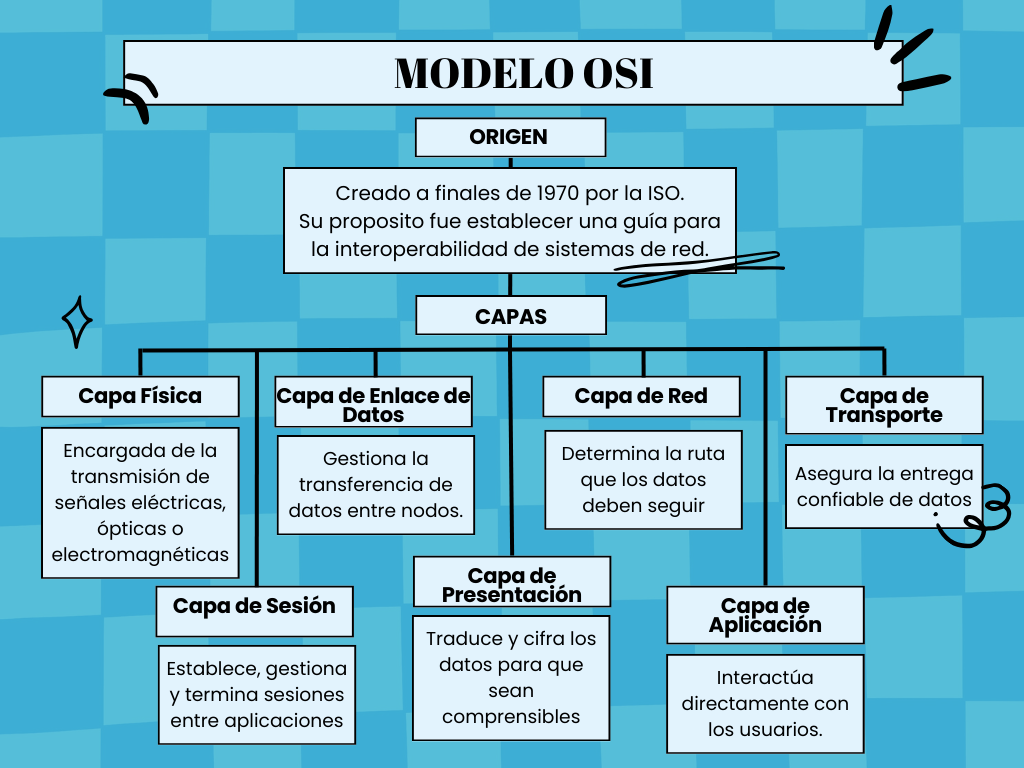 MODELO OSI
ORIGEN
Creado a finales de 1970 por la ISO.
Su proposito fue establecer una guía para
la interoperabilidad de sistemas de red.
CAPAS
Capa Física
Encargada de la
transmisión de
señales eléctricas,
ópticas o
electromagnéticas
Capa de Enlace de
Datos
Gestiona la
transferencia de
datos entre nodos.
Capa de Red
Determina la ruta
que los datos
deben seguir
Capa de
Transporte
Asegura la entrega
confiable de datos
.
Capa de Sesión
Establece, gestiona
y termina sesiones
entre aplicaciones
Capa de
Presentación
Traduce y cifra los
datos para que
sean
comprensibles
Capa de
Aplicación
Interactúa
directamente con
los usuarios.